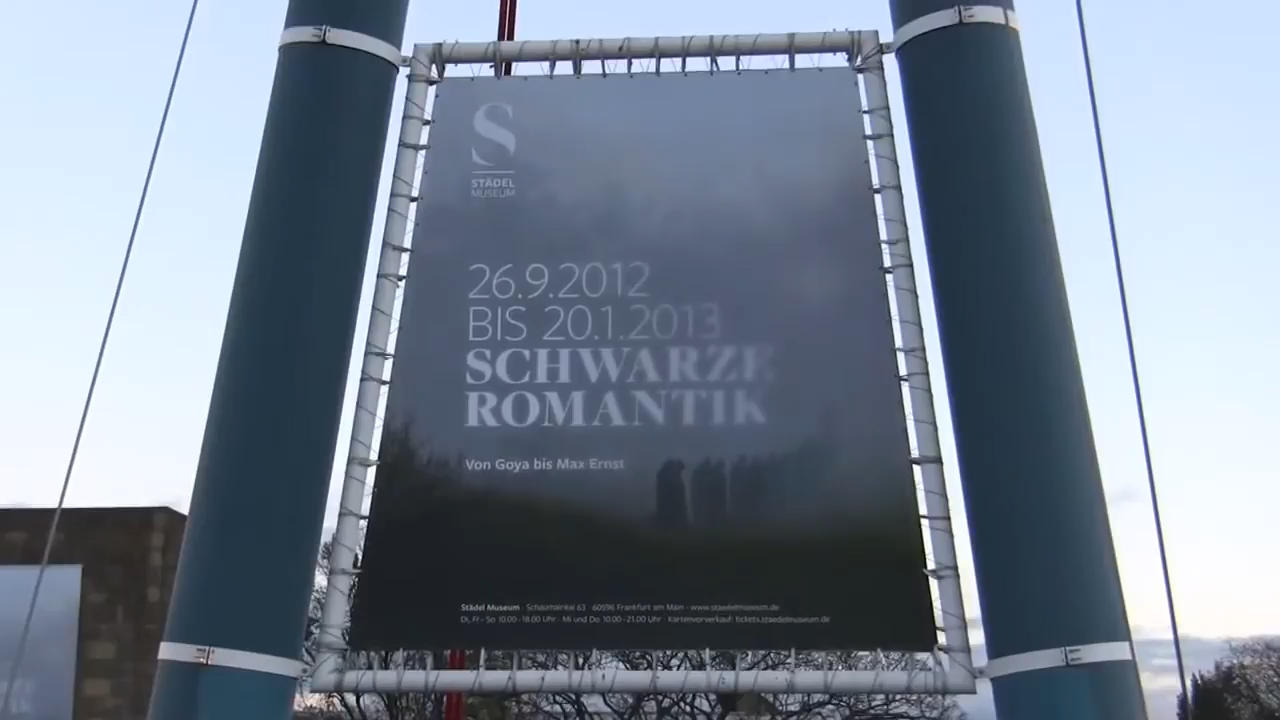 S
STÄDEL
MUSEUM
26.9.2012
BIS 20.1.2013
SCHWARZE
ROMANTIK
Von Goya bis Max Ernst
Städel Museum · Schaumainkai 63 · 60596 Frankfurt am Main · www.staedelmuseum.de
Di, Fr – So 10.00 - 18.00 Uhr · Mi und Do 10.00 - 21.00 Uhr · Kartenvorverkauf: tickets.staedelmuseum.de